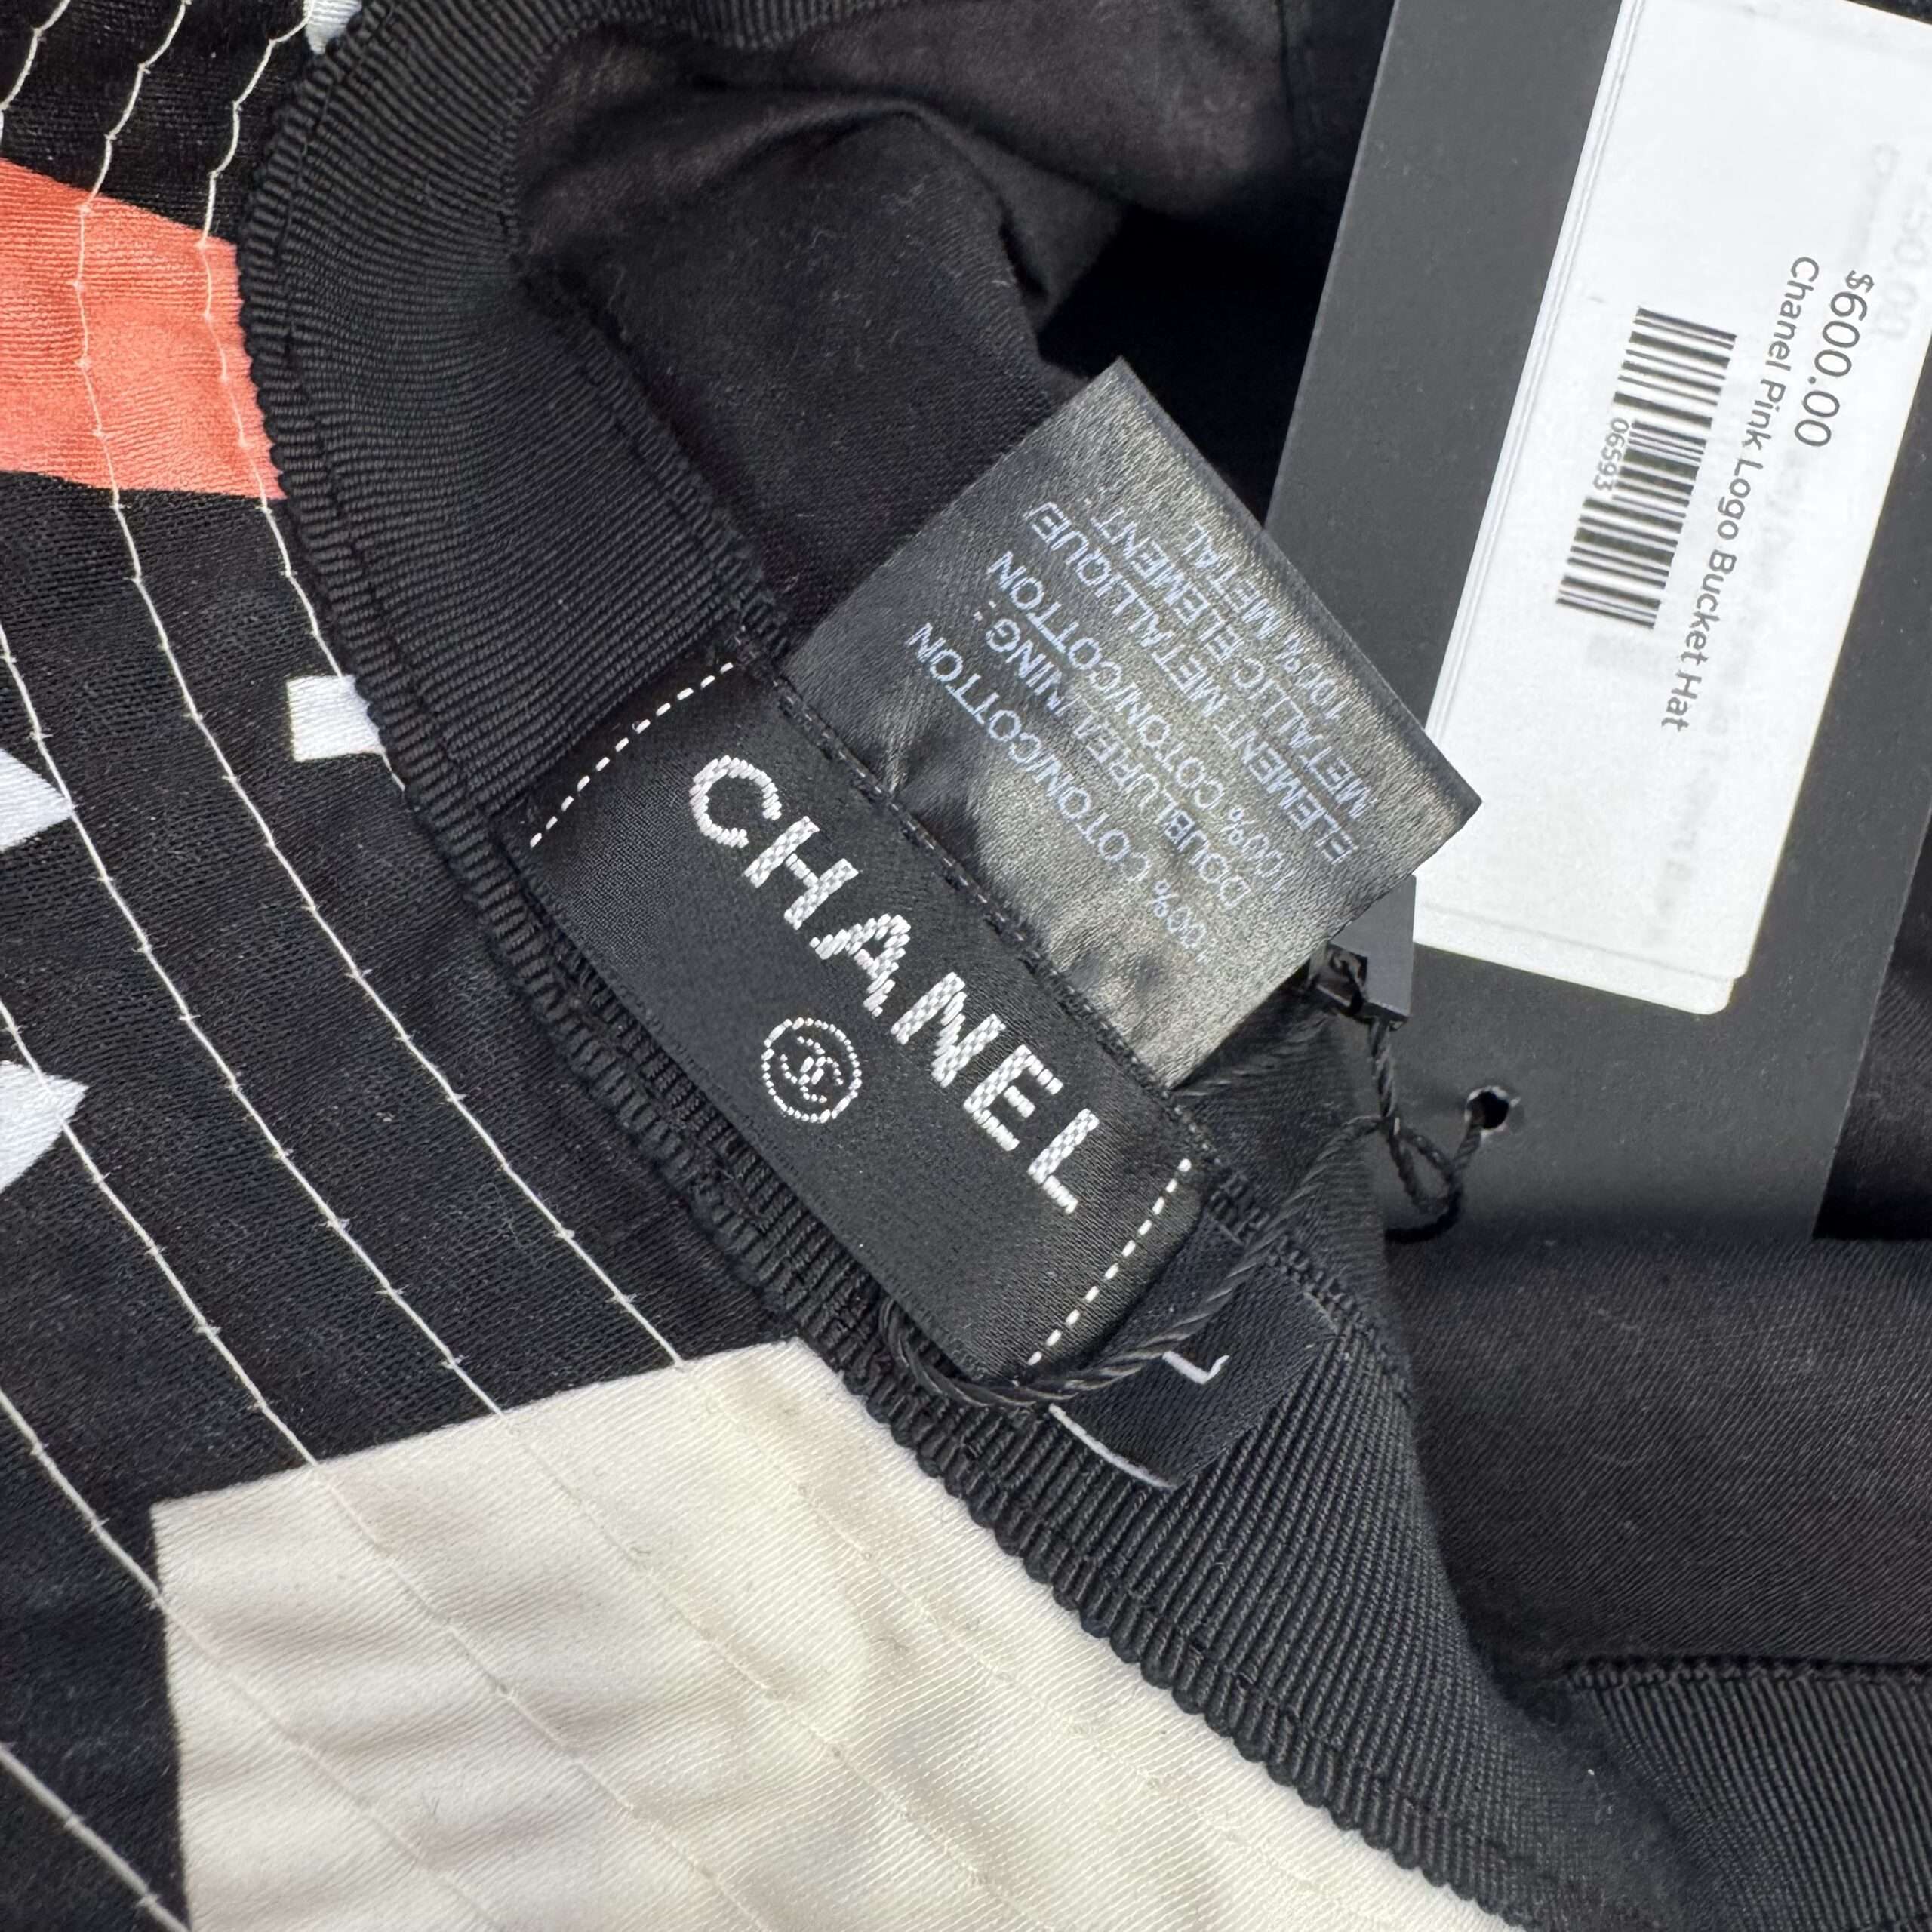 CHANEL
L
100% COTON/COTTON
DOUBLURE/LINING:
100% COTON/COTTON
ELEMENT METALLIQUE/
METALLIC ELEMENT:
100% METAL
$600.00
Chanel Pink Logo Bucket Hat
06593